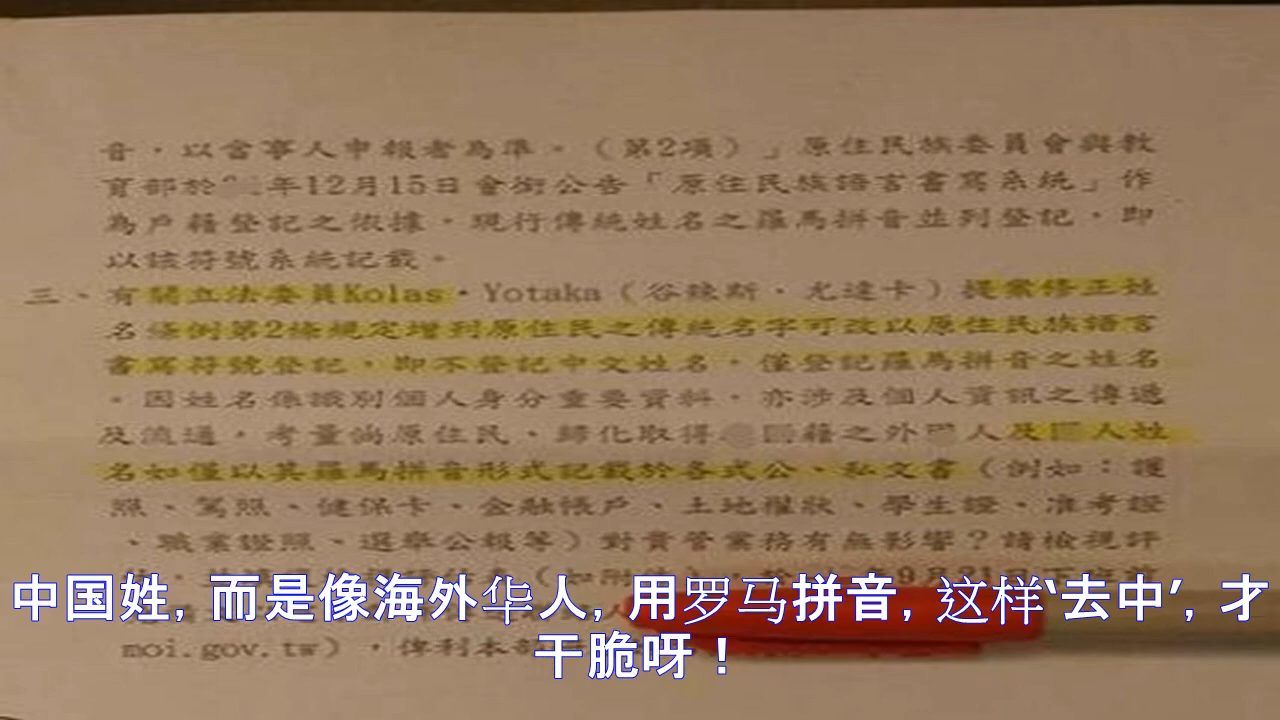 音，以當事人申報者為準。（第2項）」原住民族委員會與教
育部於 年12月15日會銜公告「原住民族語言書寫系統」作
為戶籍登記之依據，現行傳統姓名之羅馬拼音並列登記，即
以該符號系統記載。
三、有關立法委員Kolas・Yotaka（谷辣斯・尤達卡）提案修正姓
名條例第2條規定增列原住民之傳統名字可改以原住民族語言
書寫符號登記，即不登記中文姓名，僅登記羅馬拼音之姓名
。因姓名係識別個人身分重要資料，亦涉及個人資訊之傳遞
及流通，考量尚原住民、歸化取得 籍之外 人及 人姓
名如僅以其羅馬拼音形式記載於各式公、私文書（例如：護
照、駕照、健保卡、金融帳戶、土地權狀、學生證、准考證
、職業證照、選舉公報等）對貴管業務有無影響？請檢視評
moi.gov.tw），俾利本部
中国姓, 而是像海外华人, 用罗马拼音, 这样‘去中’, 才
干脆呀！